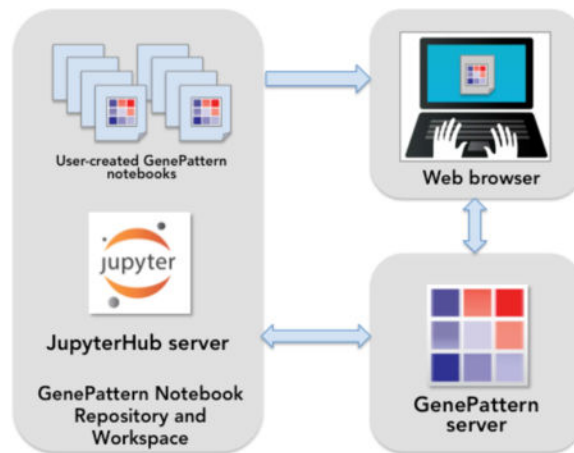 User-created GenePattern
notebooks
jupyter
JupyterHub server
GenePattern Notebook
Repository and
Workspace
Web browser
GenePattern
server